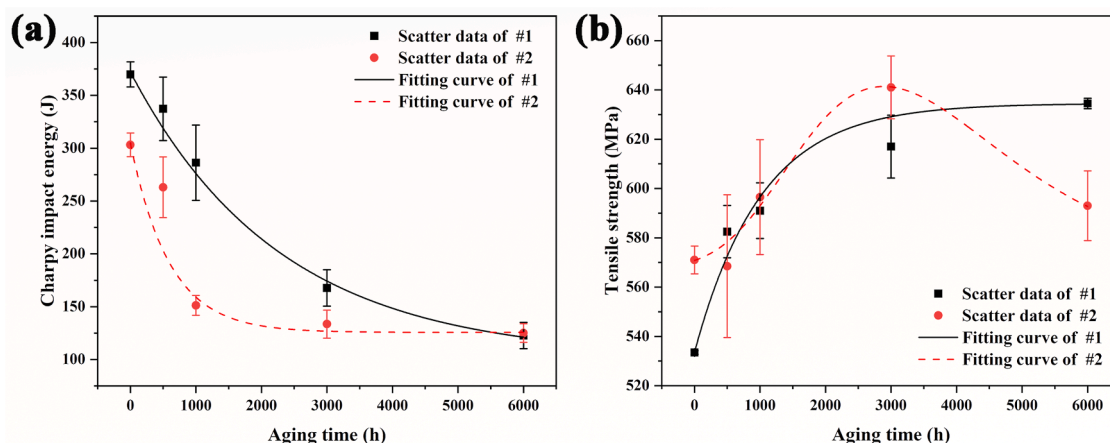 (a)
400
350
300
250
200
150
100
Charpy impact energy (J)
Scatter data of #1
Scatter data of #2
Fitting curve of #1
Fitting curve of #2
0 1000 2000 3000 4000 5000 6000
Aging time (h)
(b)
660
640
620
600
580
560
540
520
Tensile strength (MPa)
Scatter data of #1
Scatter data of #2
Fitting curve of #1
Fitting curve of #2
0 1000 2000 3000 4000 5000 6000
Aging time (h)